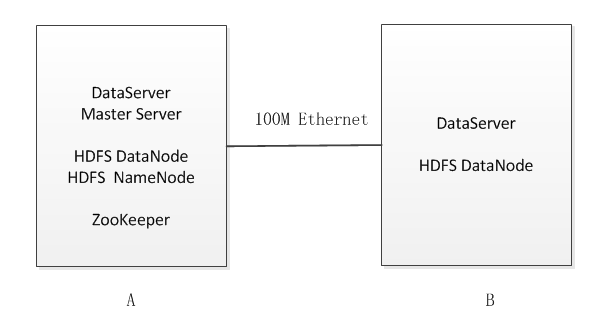 DataServer
Master Server
HDFS DataNode
HDFS NameNode
ZooKeeper
100M Ethernet
DataServer
HDFS DataNode
A
B